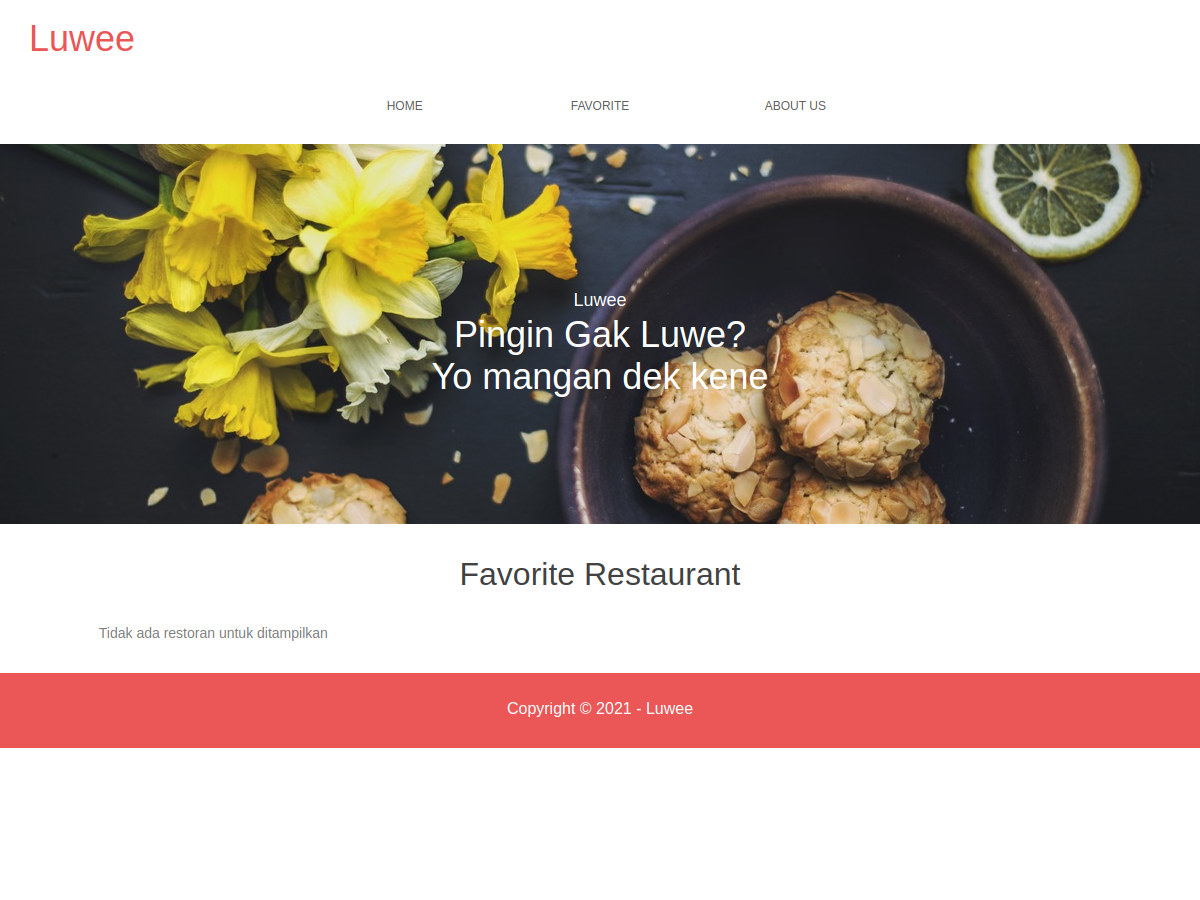 Luwee
HOME
FAVORITE
ABOUT US
Luwee
Pingin Gak Luwe?
Yo mangan dek kene
Favorite Restaurant
Tidak ada restoran untuk ditampilkan
Copyright © 2021 - Luwee